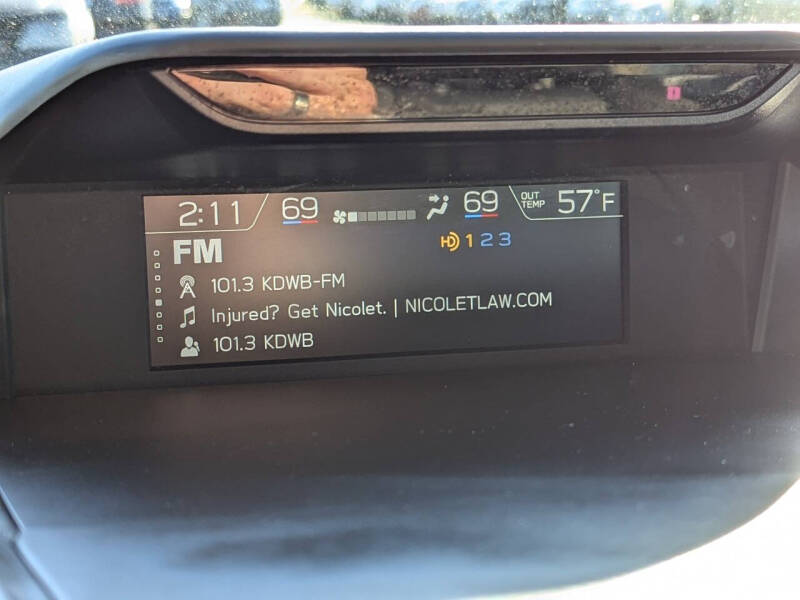 2:11 69 69 OUT TEMP 57°F
FM HD 1 2 3
101.3 KDWB-FM
Injured? Get Nicolet. | NICOLETLAW.COM
101.3 KDWB